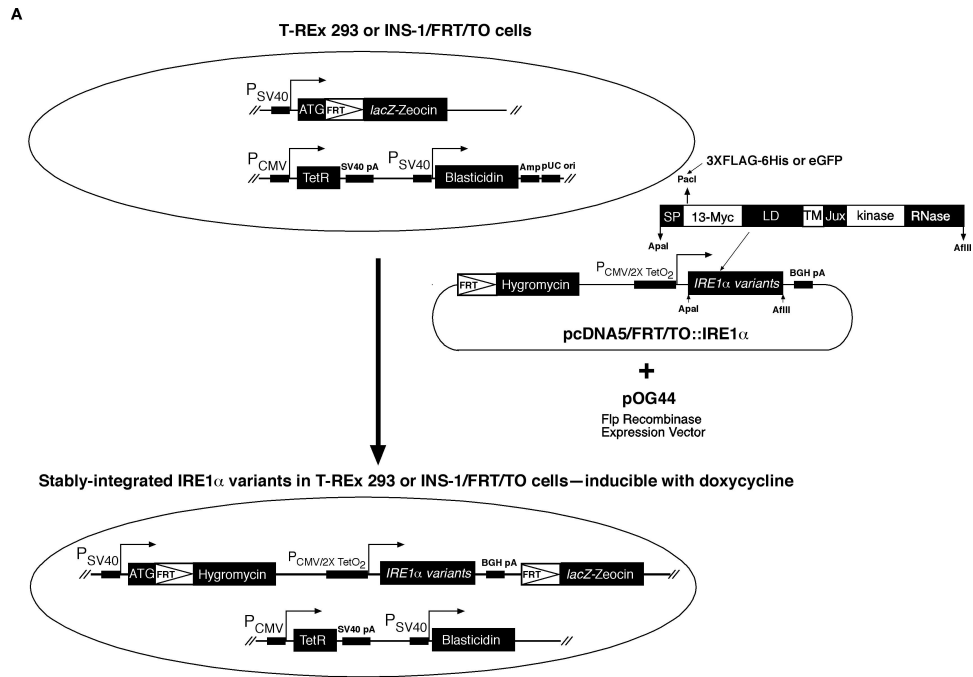 A
T-REx 293 or INS-1/FRT/TO cells
PSV40
ATG FRT lacZ-Zeocin
PCMV TetR SV40 pA PSV40 Blasticidin Amp pUC ori
3XFLAG-6His or eGFP
PacI
SP 13-Myc LD TM Jux kinase RNase
ApaI AflII
FRT Hygromycin PCMV/2X TetO2 IRE1α variants BGH pA
ApaI AflII
pcDNA5/FRT/TO::IRE1α
+
pOG44
Flp Recombinase
Expression Vector
Stably-integrated IRE1α variants in T-REx 293 or INS-1/FRT/TO cells—inducible with doxycycline
PSV40 ATG FRT Hygromycin PCMV/2X TetO2 IRE1α variants BGH pA FRT lacZ-Zeocin
PCMV TetR SV40 pA PSV40 Blasticidin